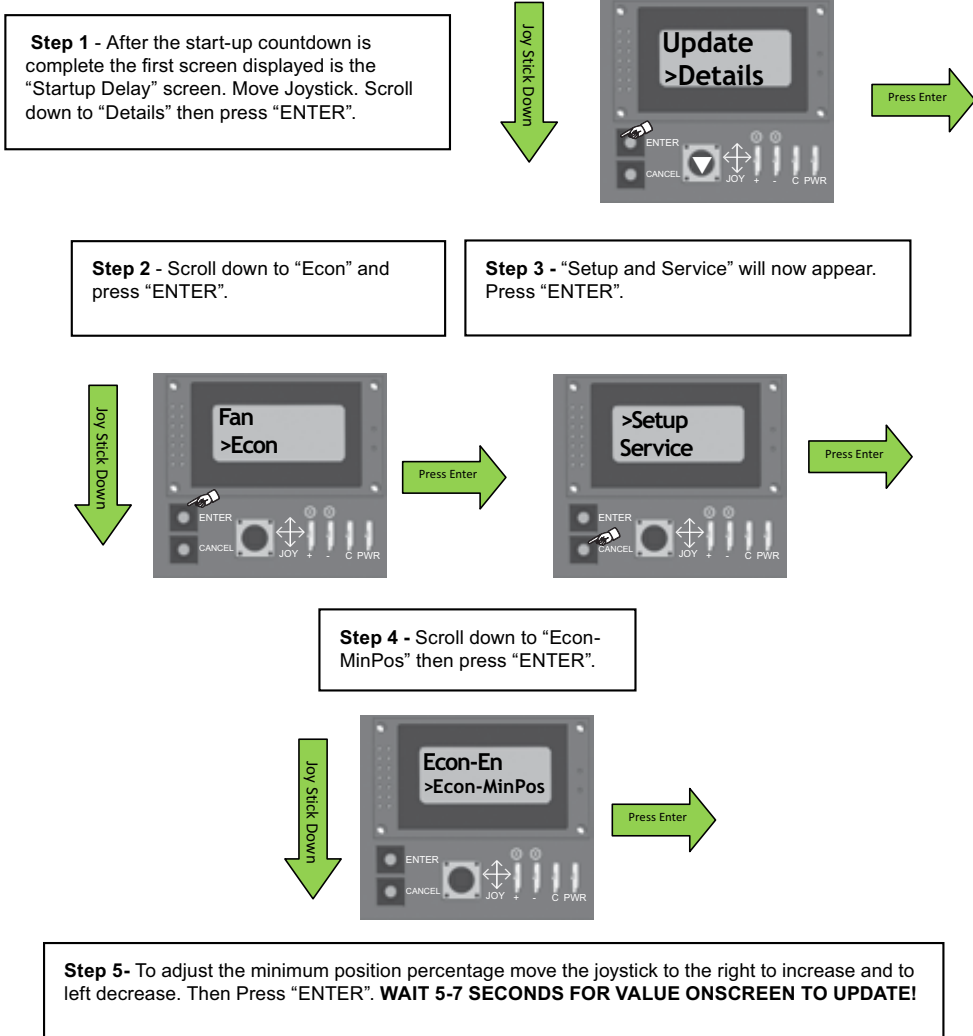 Step 1 - After the start-up countdown is
complete the first screen displayed is the
“Startup Delay” screen. Move Joystick. Scroll
down to “Details” then press “ENTER”.
Joy Stick Down
Update
>Details
ENTER
CANCEL
JOY + - C PWR
Press Enter
Step 2 - Scroll down to “Econ” and
press “ENTER”.
Step 3 - “Setup and Service” will now appear.
Press “ENTER”.
Joy Stick Down
Fan
>Econ
ENTER
CANCEL
JOY + - C PWR
Press Enter
>Setup
Service
ENTER
CANCEL
JOY + - C PWR
Press Enter
Step 4 - Scroll down to “Econ-
MinPos” then press “ENTER”.
Joy Stick Down
Econ-En
>Econ-MinPos
ENTER
CANCEL
JOY + - C PWR
Press Enter
Step 5- To adjust the minimum position percentage move the joystick to the right to increase and to
left decrease. Then Press “ENTER”. WAIT 5-7 SECONDS FOR VALUE ONSCREEN TO UPDATE!